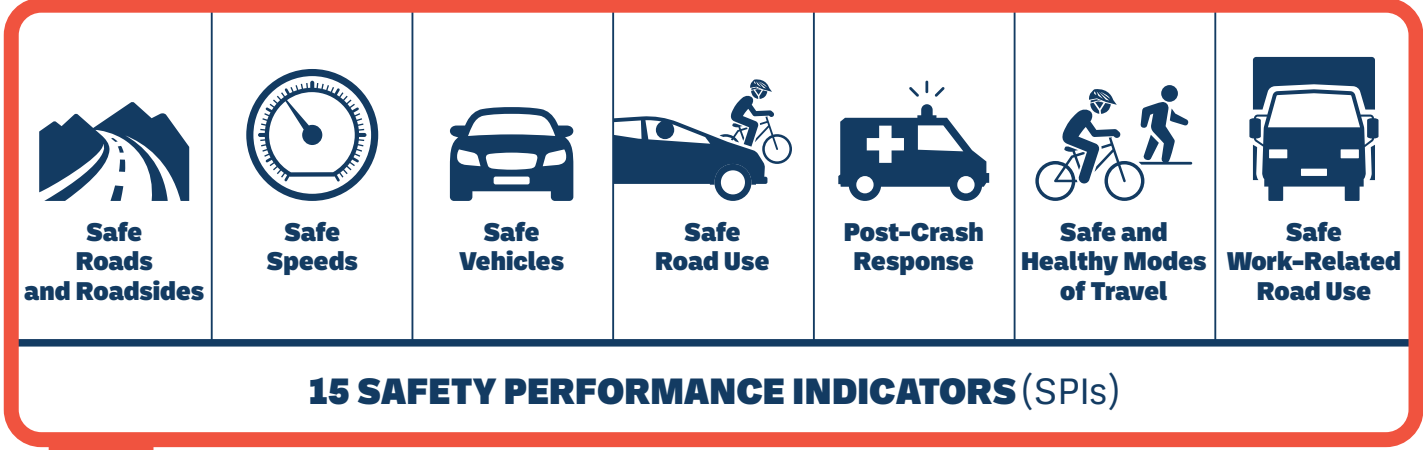 Safe
Roads
and Roadsides
Safe
Speeds
Safe
Vehicles
Safe
Road Use
Post-Crash
Response
Safe and
Healthy Modes
of Travel
Safe
Work-Related
Road Use
15 SAFETY PERFORMANCE INDICATORS (SPIs)